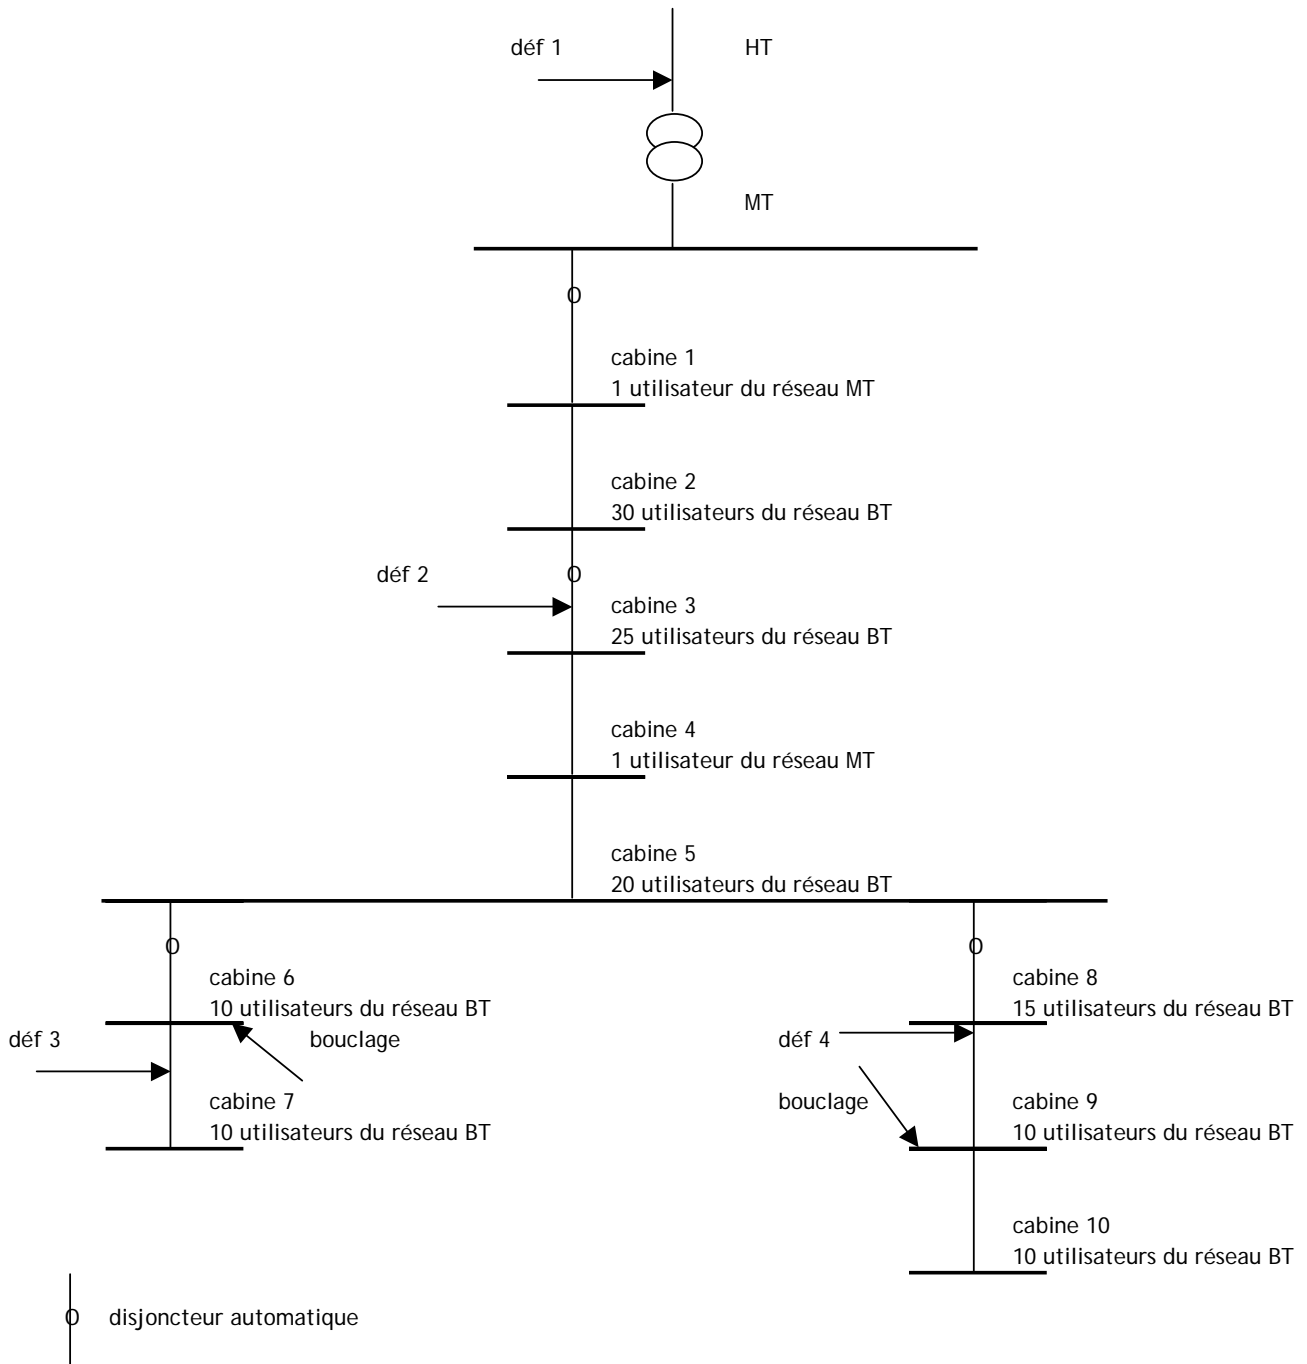 déf 1
HT
MT
O
cabine 1
1 utilisateur du réseau MT
cabine 2
30 utilisateurs du réseau BT
déf 2
O
cabine 3
25 utilisateurs du réseau BT
cabine 4
1 utilisateur du réseau MT
cabine 5
20 utilisateurs du réseau BT
O
O
cabine 6
10 utilisateurs du réseau BT
cabine 8
15 utilisateurs du réseau BT
déf 3
bouclage
déf 4
cabine 7
10 utilisateurs du réseau BT
bouclage
cabine 9
10 utilisateurs du réseau BT
cabine 10
10 utilisateurs du réseau BT
O disjoncteur automatique